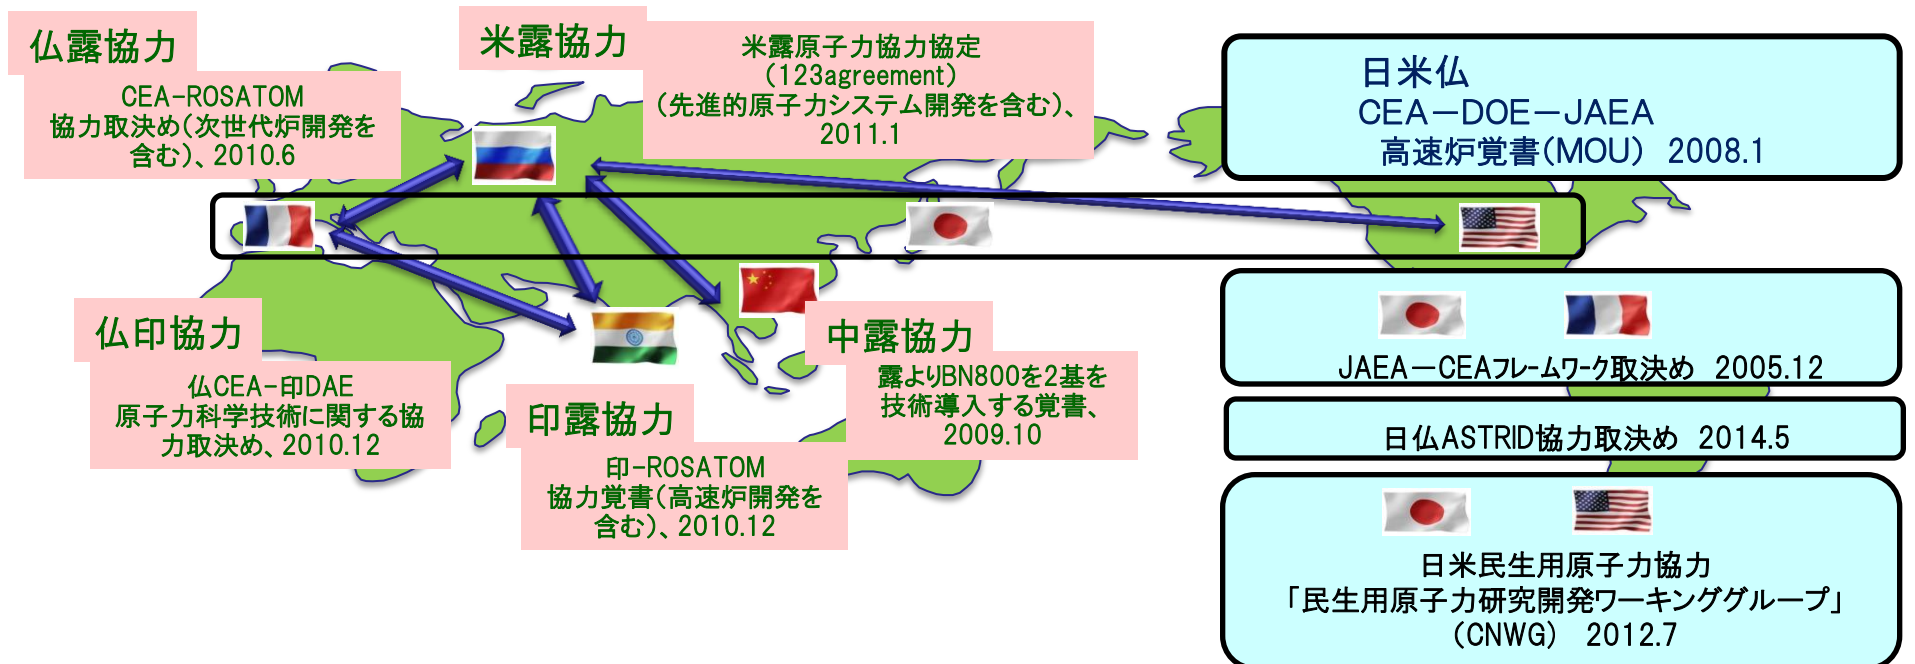 仏露協力
CEA-ROSATOM
協力取決め(次世代炉開発を
含む)、2010.6
米露協力
米露原子力協力協定
(123agreement)
(先進的原子力システム開発を含む)、
2011.1
日米仏
CEA-DOE-JAEA
高速炉覚書(MOU) 2008.1
仏印協力
仏CEA-印DAE
原子力科学技術に関する協
力取決め、2010.12
印露協力
印-ROSATOM
協力覚書(高速炉開発を
含む)、2010.12
中露協力
露よりBN800を2基を
技術導入する覚書、
2009.10
JAEA-CEAフレームワーク取決め 2005.12
日仏ASTRID協力取決め 2014.5
日米民生用原子力協力
「民生用原子力研究開発ワーキンググループ」
(CNWG) 2012.7